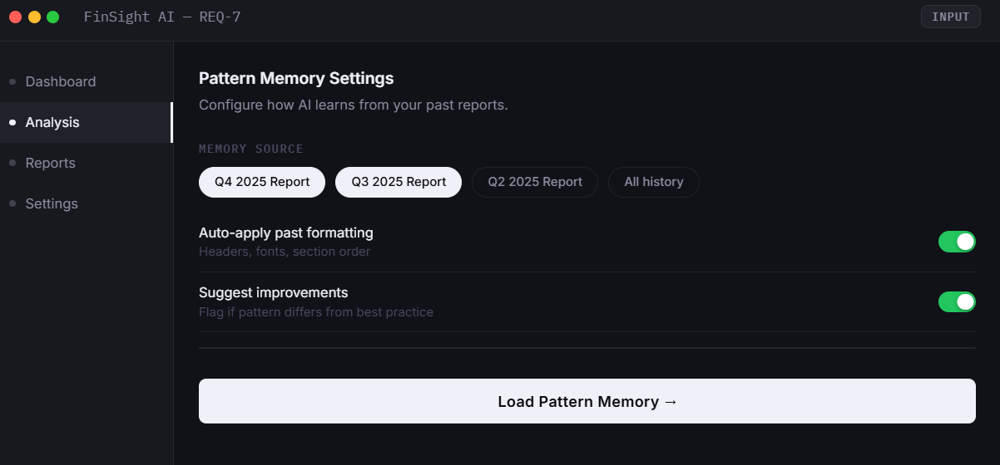 FinSight AI — REQ-7
INPUT
Dashboard
Analysis
Reports
Settings
Pattern Memory Settings
Configure how AI learns from your past reports.
MEMORY SOURCE
Q4 2025 Report
Q3 2025 Report
Q2 2025 Report
All history
Auto-apply past formatting
Headers, fonts, section order
Suggest improvements
Flag if pattern differs from best practice
Load Pattern Memory →